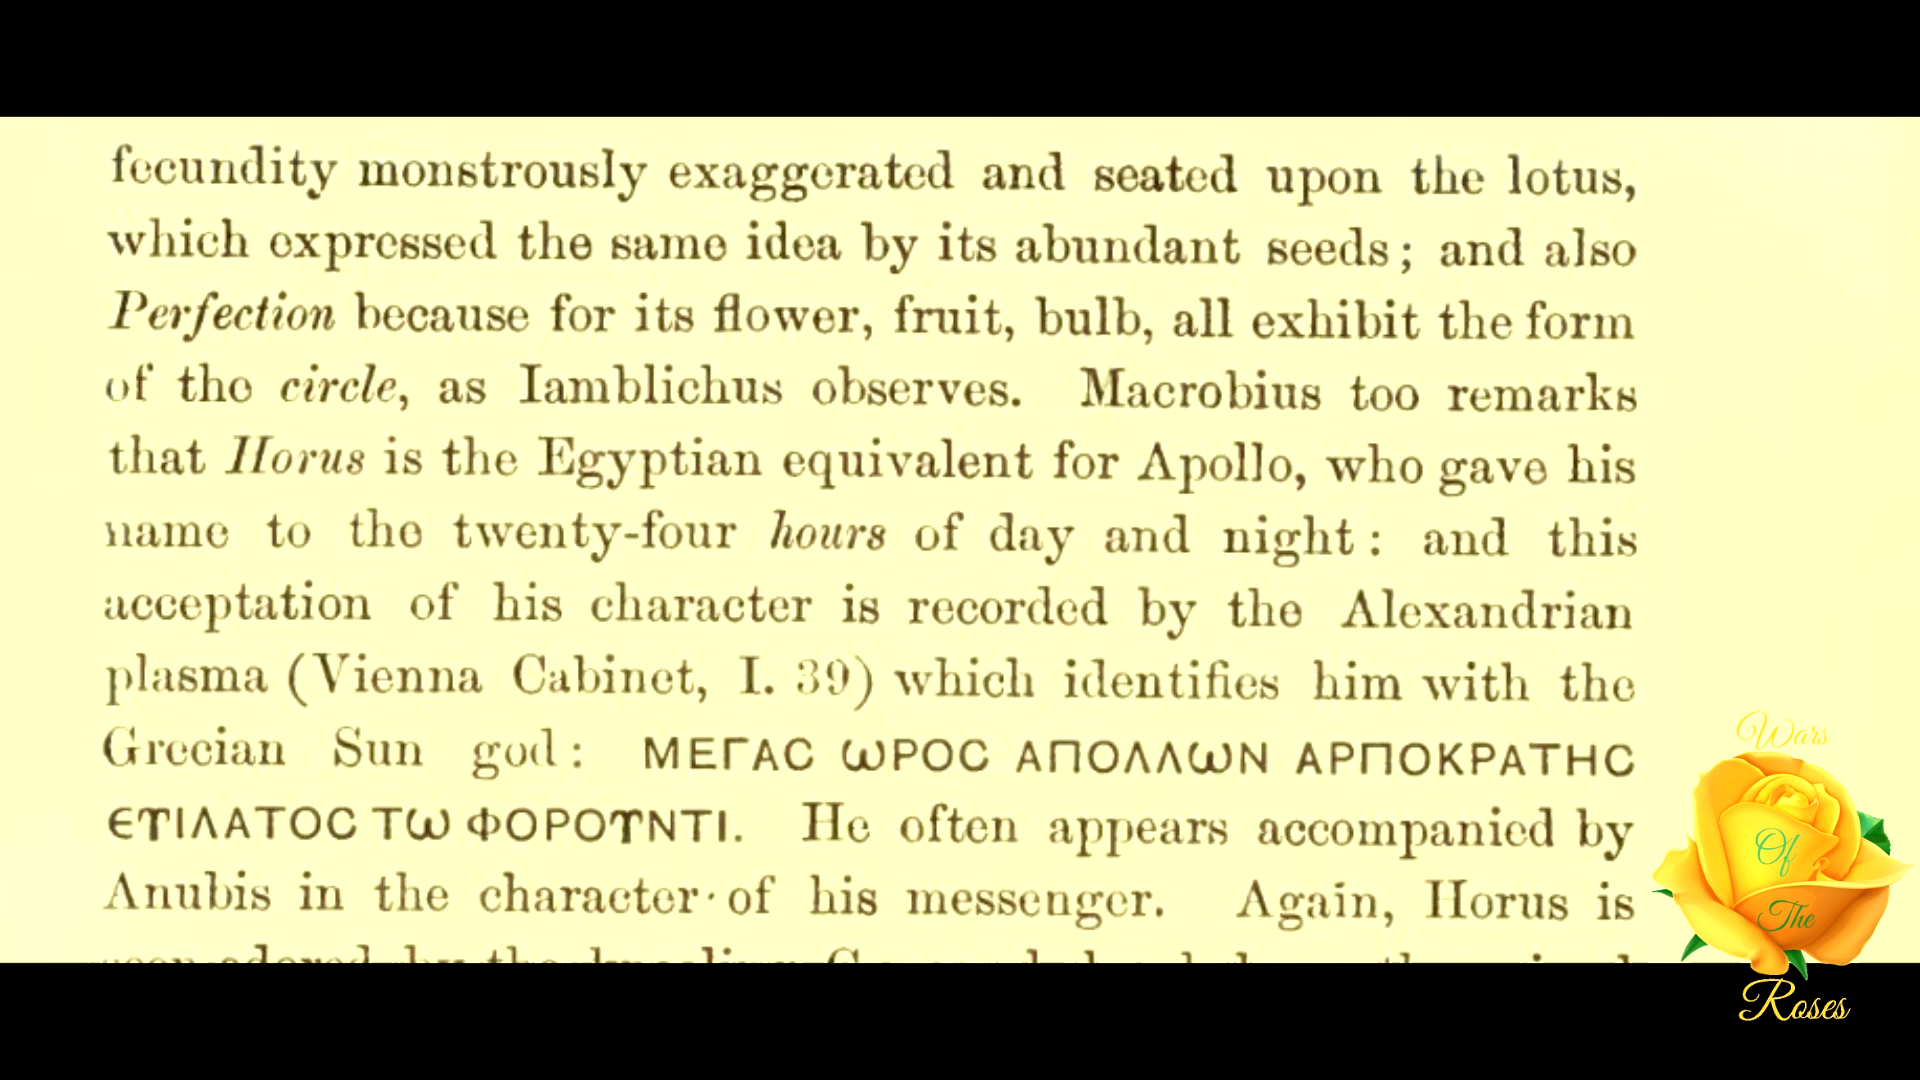 fecundity monstrously exaggerated and seated upon the lotus,
which expressed the same idea by its abundant seeds; and also
Perfection because for its flower, fruit, bulb, all exhibit the form
of the circle, as Iamblichus observes. Macrobius too remarks
that Horus is the Egyptian equivalent for Apollo, who gave his
name to the twenty-four hours of day and night: and this
acceptation of his character is recorded by the Alexandrian
plasma (Vienna Cabinet, I. 39) which identifies him with the
Grecian Sun god: ΜΕΓΑϹ ωΡΟϹ ΑΠΟΛΛωΝ ΑΡΠΟΚΡΑΤΗϹ
ЄΥΙΛΑΤΟϹ Τω ΦΟΡΟΥΝΤΙ. He often appears accompanied by
Anubis in the character of his messenger. Again, Horus is
Wars
Of
The
Roses